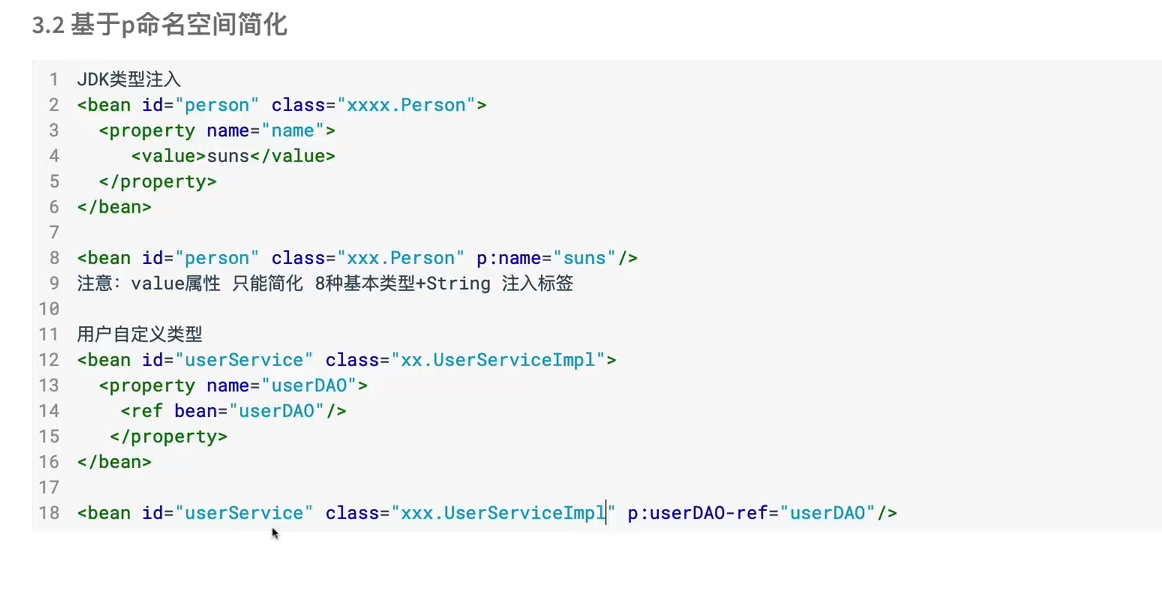 3.2 基于p命名空间简化
1 JDK类型注入
2 <bean id="person" class="xxxx.Person">
3   <property name="name">
4      <value>suns</value>
5   </property>
6 </bean>
7
8 <bean id="person" class="xxx.Person" p:name="suns"/>
9 注意：value属性 只能简化 8种基本类型+String 注入标签
10
11 用户自定义类型
12 <bean id="userService" class="xx.UserServiceImpl">
13   <property name="userDAO">
14     <ref bean="userDAO"/>
15    </property>
16 </bean>
17
18 <bean id="userService" class="xxx.UserServiceImpl" p:userDAO-ref="userDAO"/>